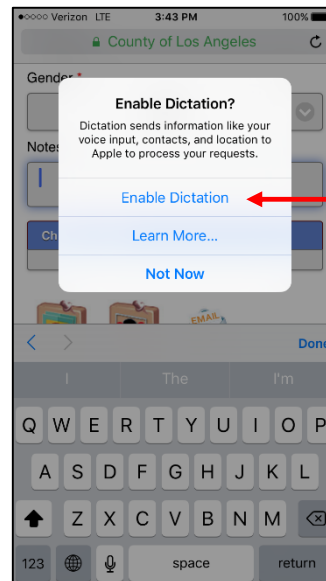 Verizon LTE 3:43 PM 100%
County of Los Angeles
Gender *
Enable Dictation?
Dictation sends information like your
voice input, contacts, and location to
Apple to process your requests.
Notes
Enable Dictation
Ch
Learn More...
Not Now
EMAIL
Done
I The I'm
Q W E R T Y U I O P
A S D F G H J K L
Z X C V B N M
123 space return